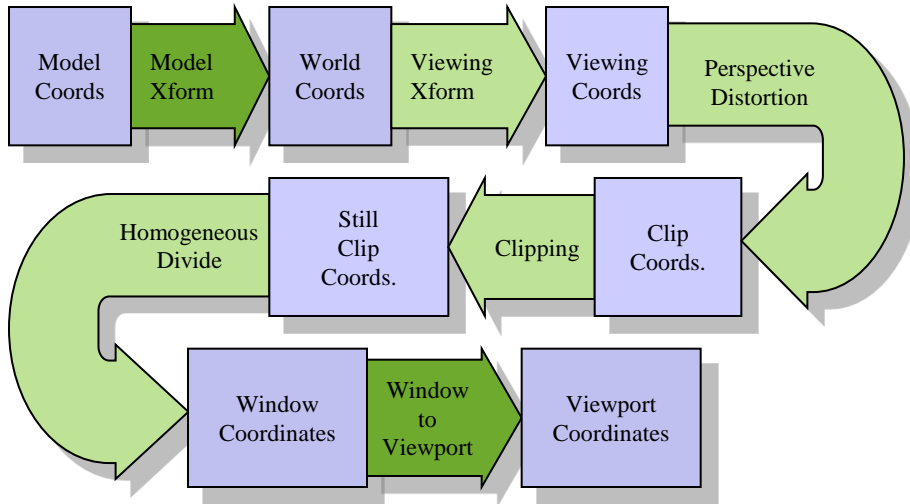 Model
Coords
Model
Xform
World
Coords
Viewing
Xform
Viewing
Coords
Perspective
Distortion
Clip
Coords.
Clipping
Still
Clip
Coords.
Homogeneous
Divide
Window
Coordinates
Window
to
Viewport
Viewport
Coordinates